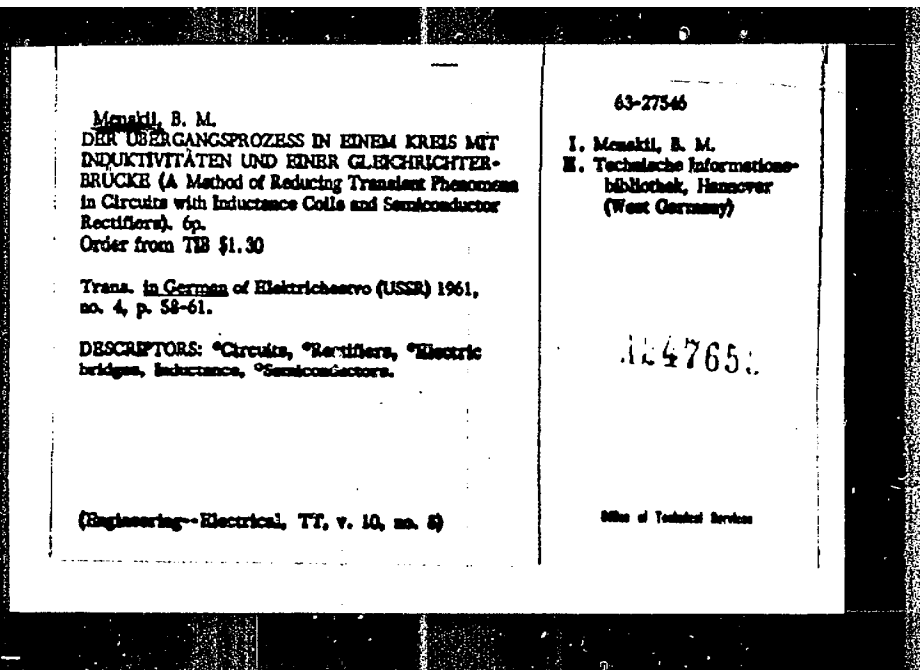 Menskii, B. M.
DER ÜBERGANGSPROZESS IN EINEM KREIS MIT
INDUKTIVITÄTEN UND EINER GLEICHRICHTER-
BRÜCKE (A Method of Reducing Transient Phenomena
in Circuits with Inductance Coils and Semiconductor
Rectifiers). 6p.
Order from TIB $1.30
Trans. in German of Elektrichestvo (USSR) 1961,
no. 4, p. 58-61.
DESCRIPTORS: *Circuits, *Rectifiers, *Electric
bridges, Inductance, *Semiconductors.
(Engineering--Electrical, TT, v. 10, no. 8)
63-27546
I. Menskii, B. M.
II. Technische Informations-
bibliothek, Hannover
(West Germany)
4765
Office of Technical Services